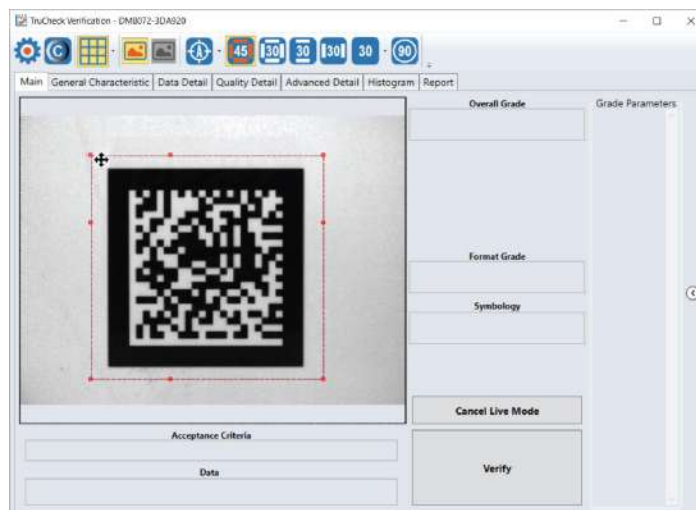 TruCheck Verification - DM8072-3DA920
C A 45 30 30 30 30 90
Main General Characteristic Data Detail Quality Detail Advanced Detail Histogram Report
Overall Grade
Grade Parameters
Format Grade
Symbology
Cancel Live Mode
Acceptance Criteria
Verify
Data